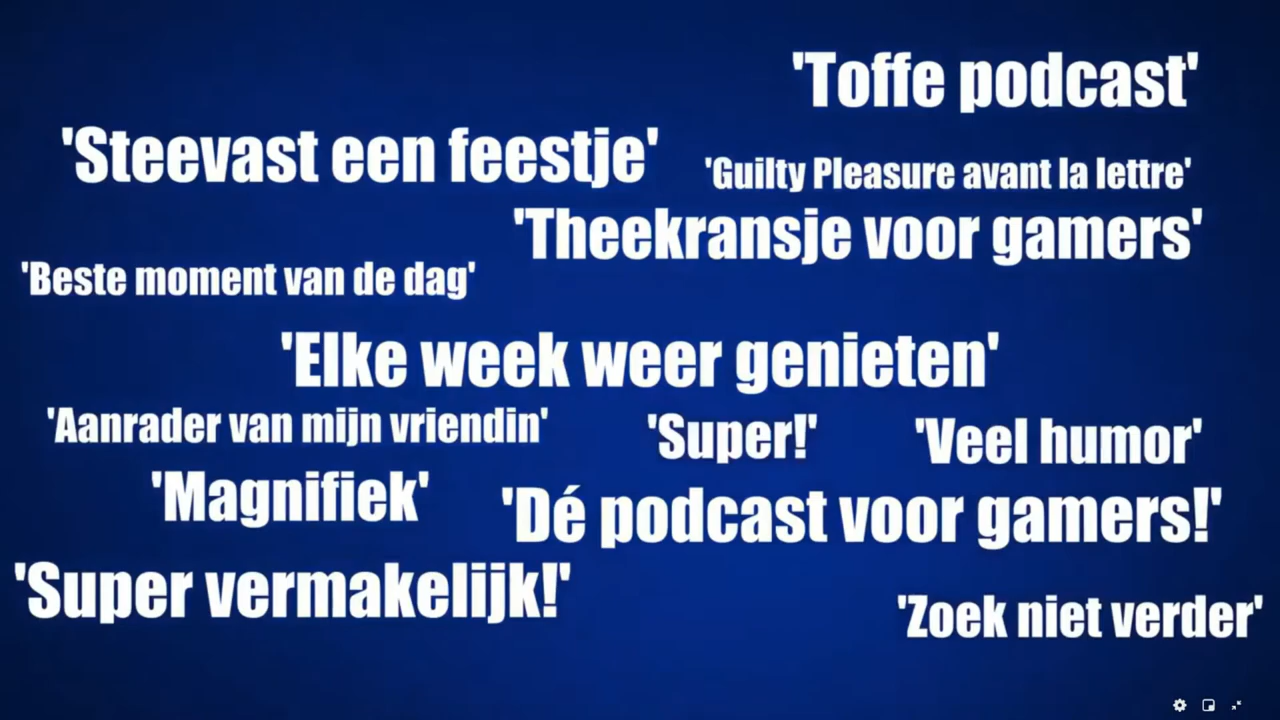 'Toffe podcast'
'Steevast een feestje'
'Guilty Pleasure avant la lettre'
'Theekransje voor gamers'
'Beste moment van de dag'
'Elke week weer genieten'
'Aanrader van mijn vriendin'
'Super!'
'Veel humor'
'Magnifiek'
'Dé podcast voor gamers!'
'Super vermakelijk!'
'Zoek niet verder'